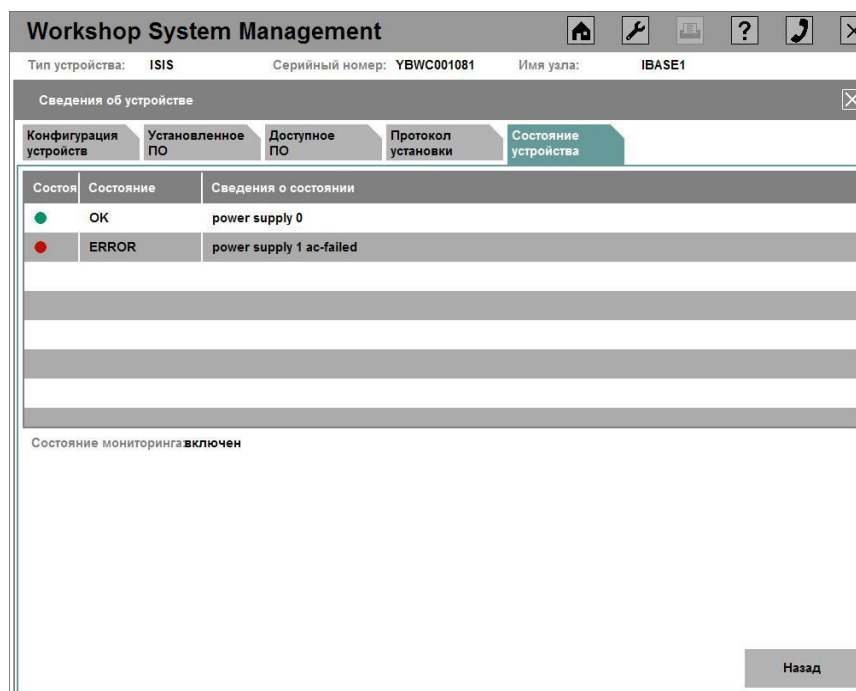 Workshop System Management
Тип устройства: ISIS Серийный номер: YBWC001081 Имя узла: IBASE1
Сведения об устройстве
Конфигурация устройств
Установленное ПО
Доступное ПО
Протокол установки
Состояние устройства
Состоя Состояние Сведения о состоянии
OK power supply 0
ERROR power supply 1 ac-failed
Состояние мониторинга: включен
Назад